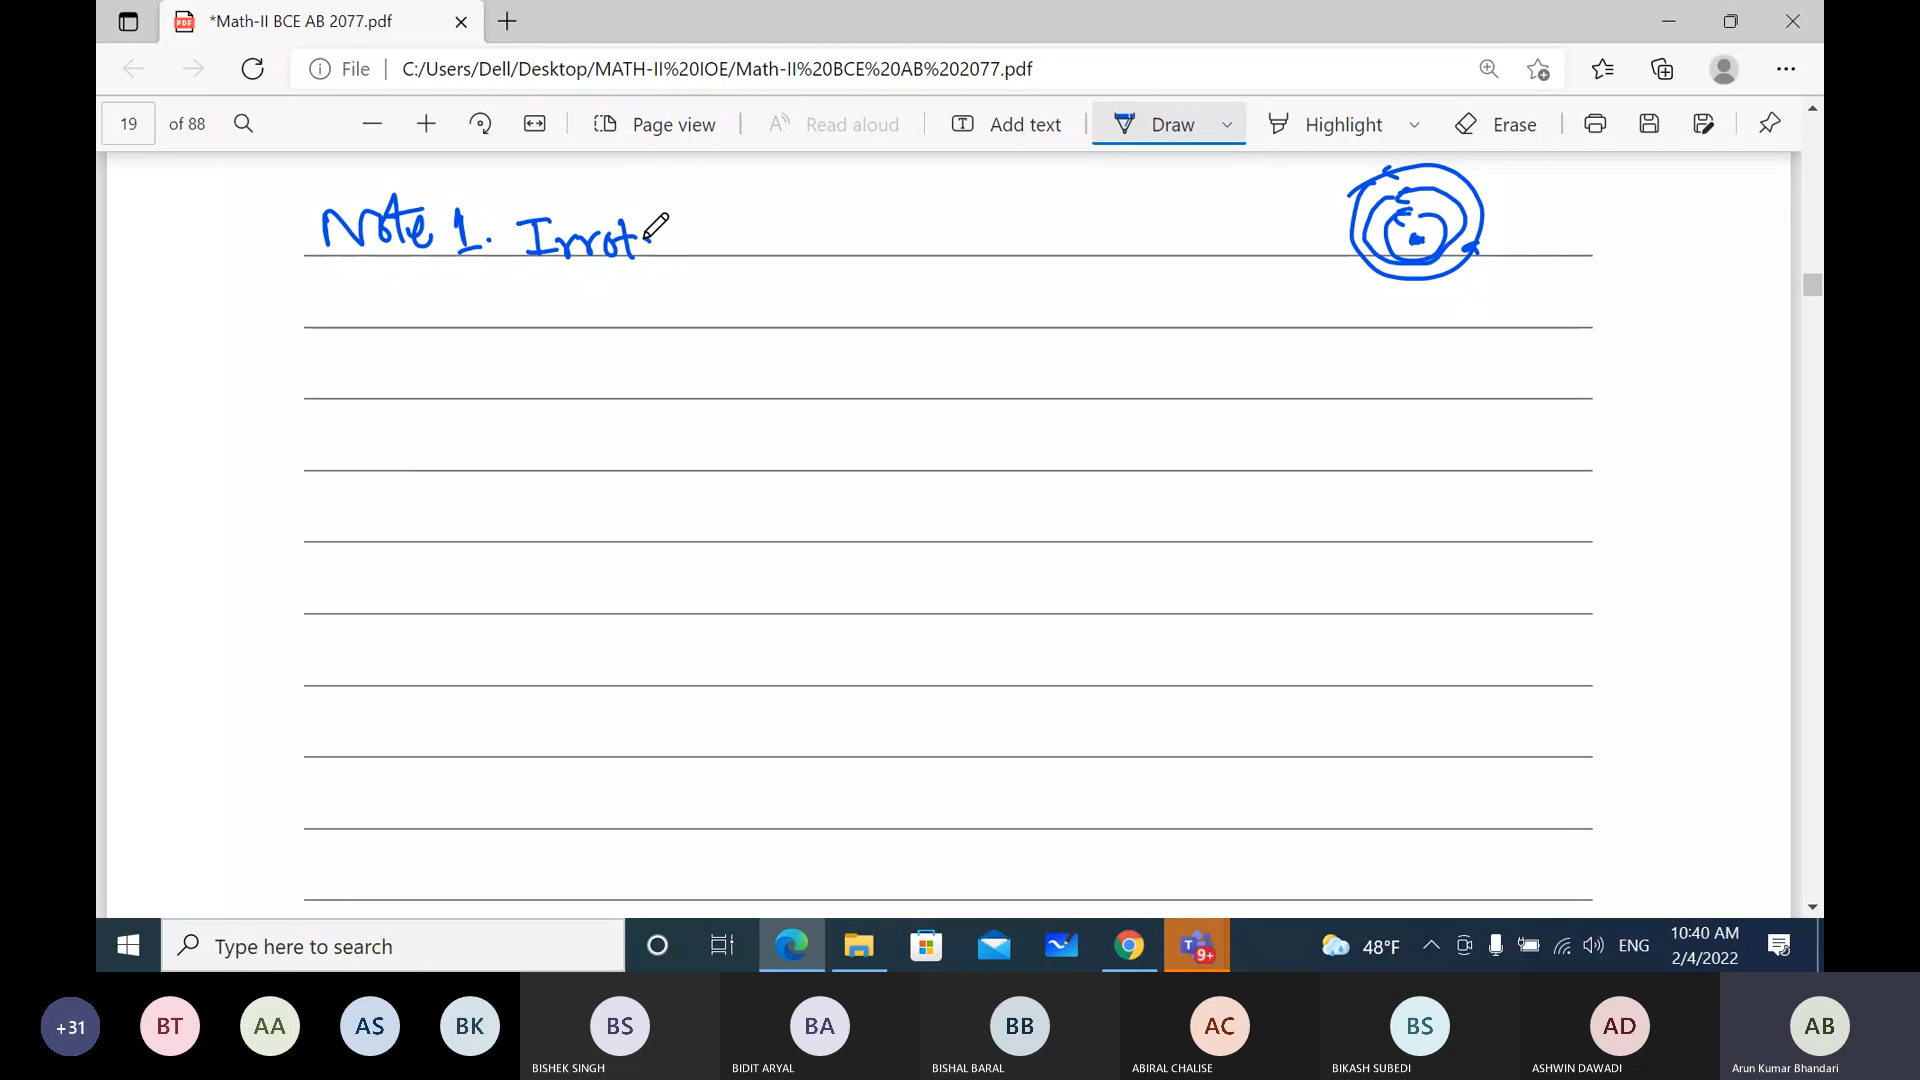 *Math-II BCE AB 2077.pdf
File C:/Users/Dell/Desktop/MATH-II%20IOE/Math-II%20BCE%20AB%202077.pdf
19 of 88 Page view Read aloud Add text Draw Highlight Erase
Note 1. Irrot
Type here to search
9+
48°F
ENG
10:40 AM
2/4/2022
+31 BT AA AS BK BS BA BB AC BS AD AB
BISHEK SINGH BIDIT ARYAL BISHAL BARAL ABIRAL CHALISE BIKASH SUBEDI ASHWIN DAWADI Arun Kumar Bhandari